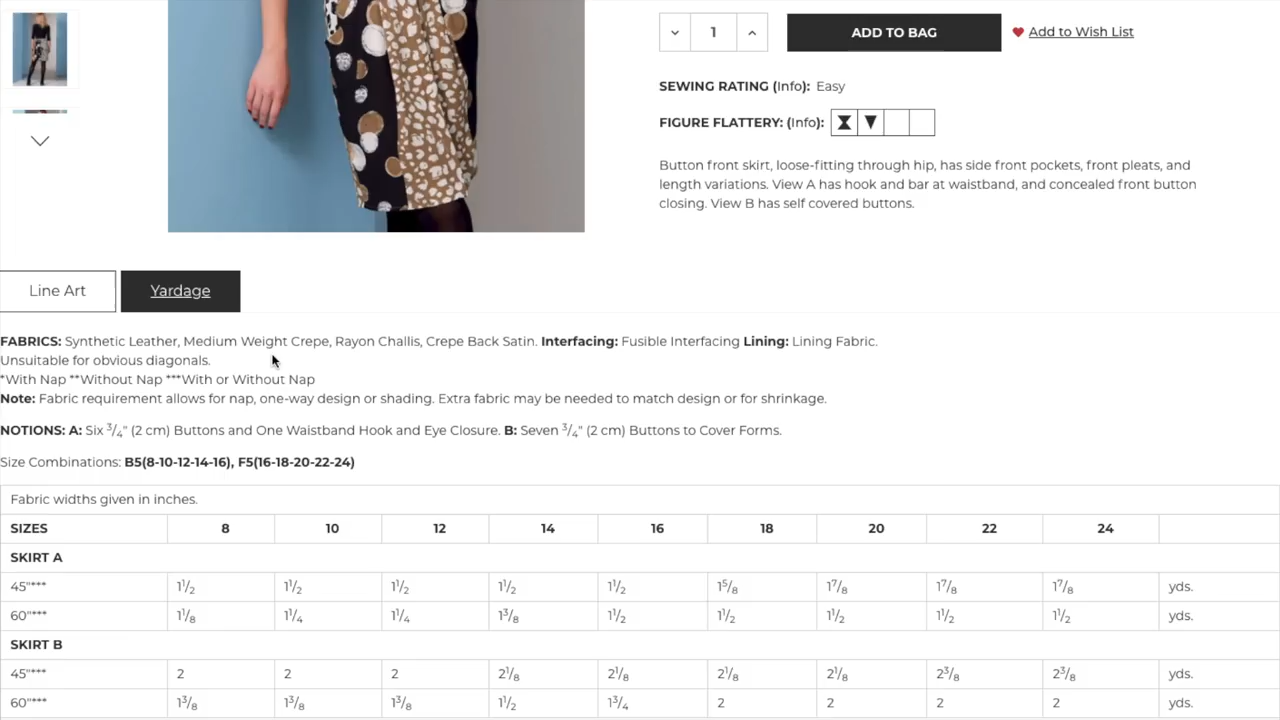 1
ADD TO BAG
Add to Wish List
SEWING RATING (Info): Easy
FIGURE FLATTERY: (Info):
Button front skirt, loose-fitting through hip, has side front pockets, front pleats, and
length variations. View A has hook and bar at waistband, and concealed front button
closing. View B has self covered buttons.
Line Art
Yardage
FABRICS: Synthetic Leather, Medium Weight Crepe, Rayon Challis, Crepe Back Satin. Interfacing: Fusible Interfacing Lining: Lining Fabric.
Unsuitable for obvious diagonals.
*With Nap **Without Nap ***With or Without Nap
Note: Fabric requirement allows for nap, one-way design or shading. Extra fabric may be needed to match design or for shrinkage.
NOTIONS: A: Six 3/4" (2 cm) Buttons and One Waistband Hook and Eye Closure. B: Seven 3/4" (2 cm) Buttons to Cover Forms.
Size Combinations: B5(8-10-12-14-16), F5(16-18-20-22-24)
Fabric widths given in inches.
SIZES 8 10 12 14 16 18 20 22 24
SKIRT A
45"*** 1 1/2 1 1/2 1 1/2 1 1/2 1 1/2 1 5/8 1 7/8 1 7/8 1 7/8 yds.
60"*** 1 1/8 1 1/4 1 1/4 1 3/8 1 1/2 1 1/2 1 1/2 1 1/2 1 1/2 yds.
SKIRT B
45"*** 2 2 2 2 1/8 2 1/8 2 1/8 2 1/8 2 3/8 2 3/8 yds.
60"*** 1 3/8 1 3/8 1 3/8 1 1/2 1 3/4 2 2 2 2 yds.